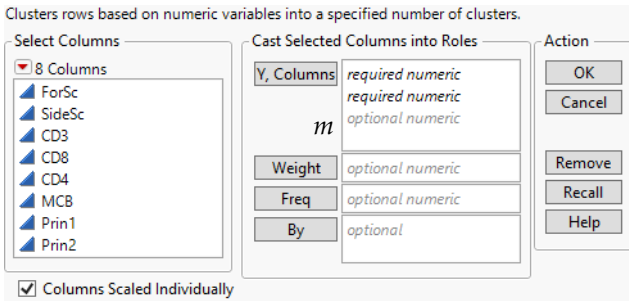 Clusters rows based on numeric variables into a specified number of clusters.
Select Columns
8 Columns
ForSc
SideSc
CD3
CD8
CD4
MCB
Prin1
Prin2
Cast Selected Columns into Roles
Y, Columns
required numeric
required numeric
optional numeric
m
Weight
optional numeric
Freq
optional numeric
By
optional
Action
OK
Cancel
Remove
Recall
Help
Columns Scaled Individually